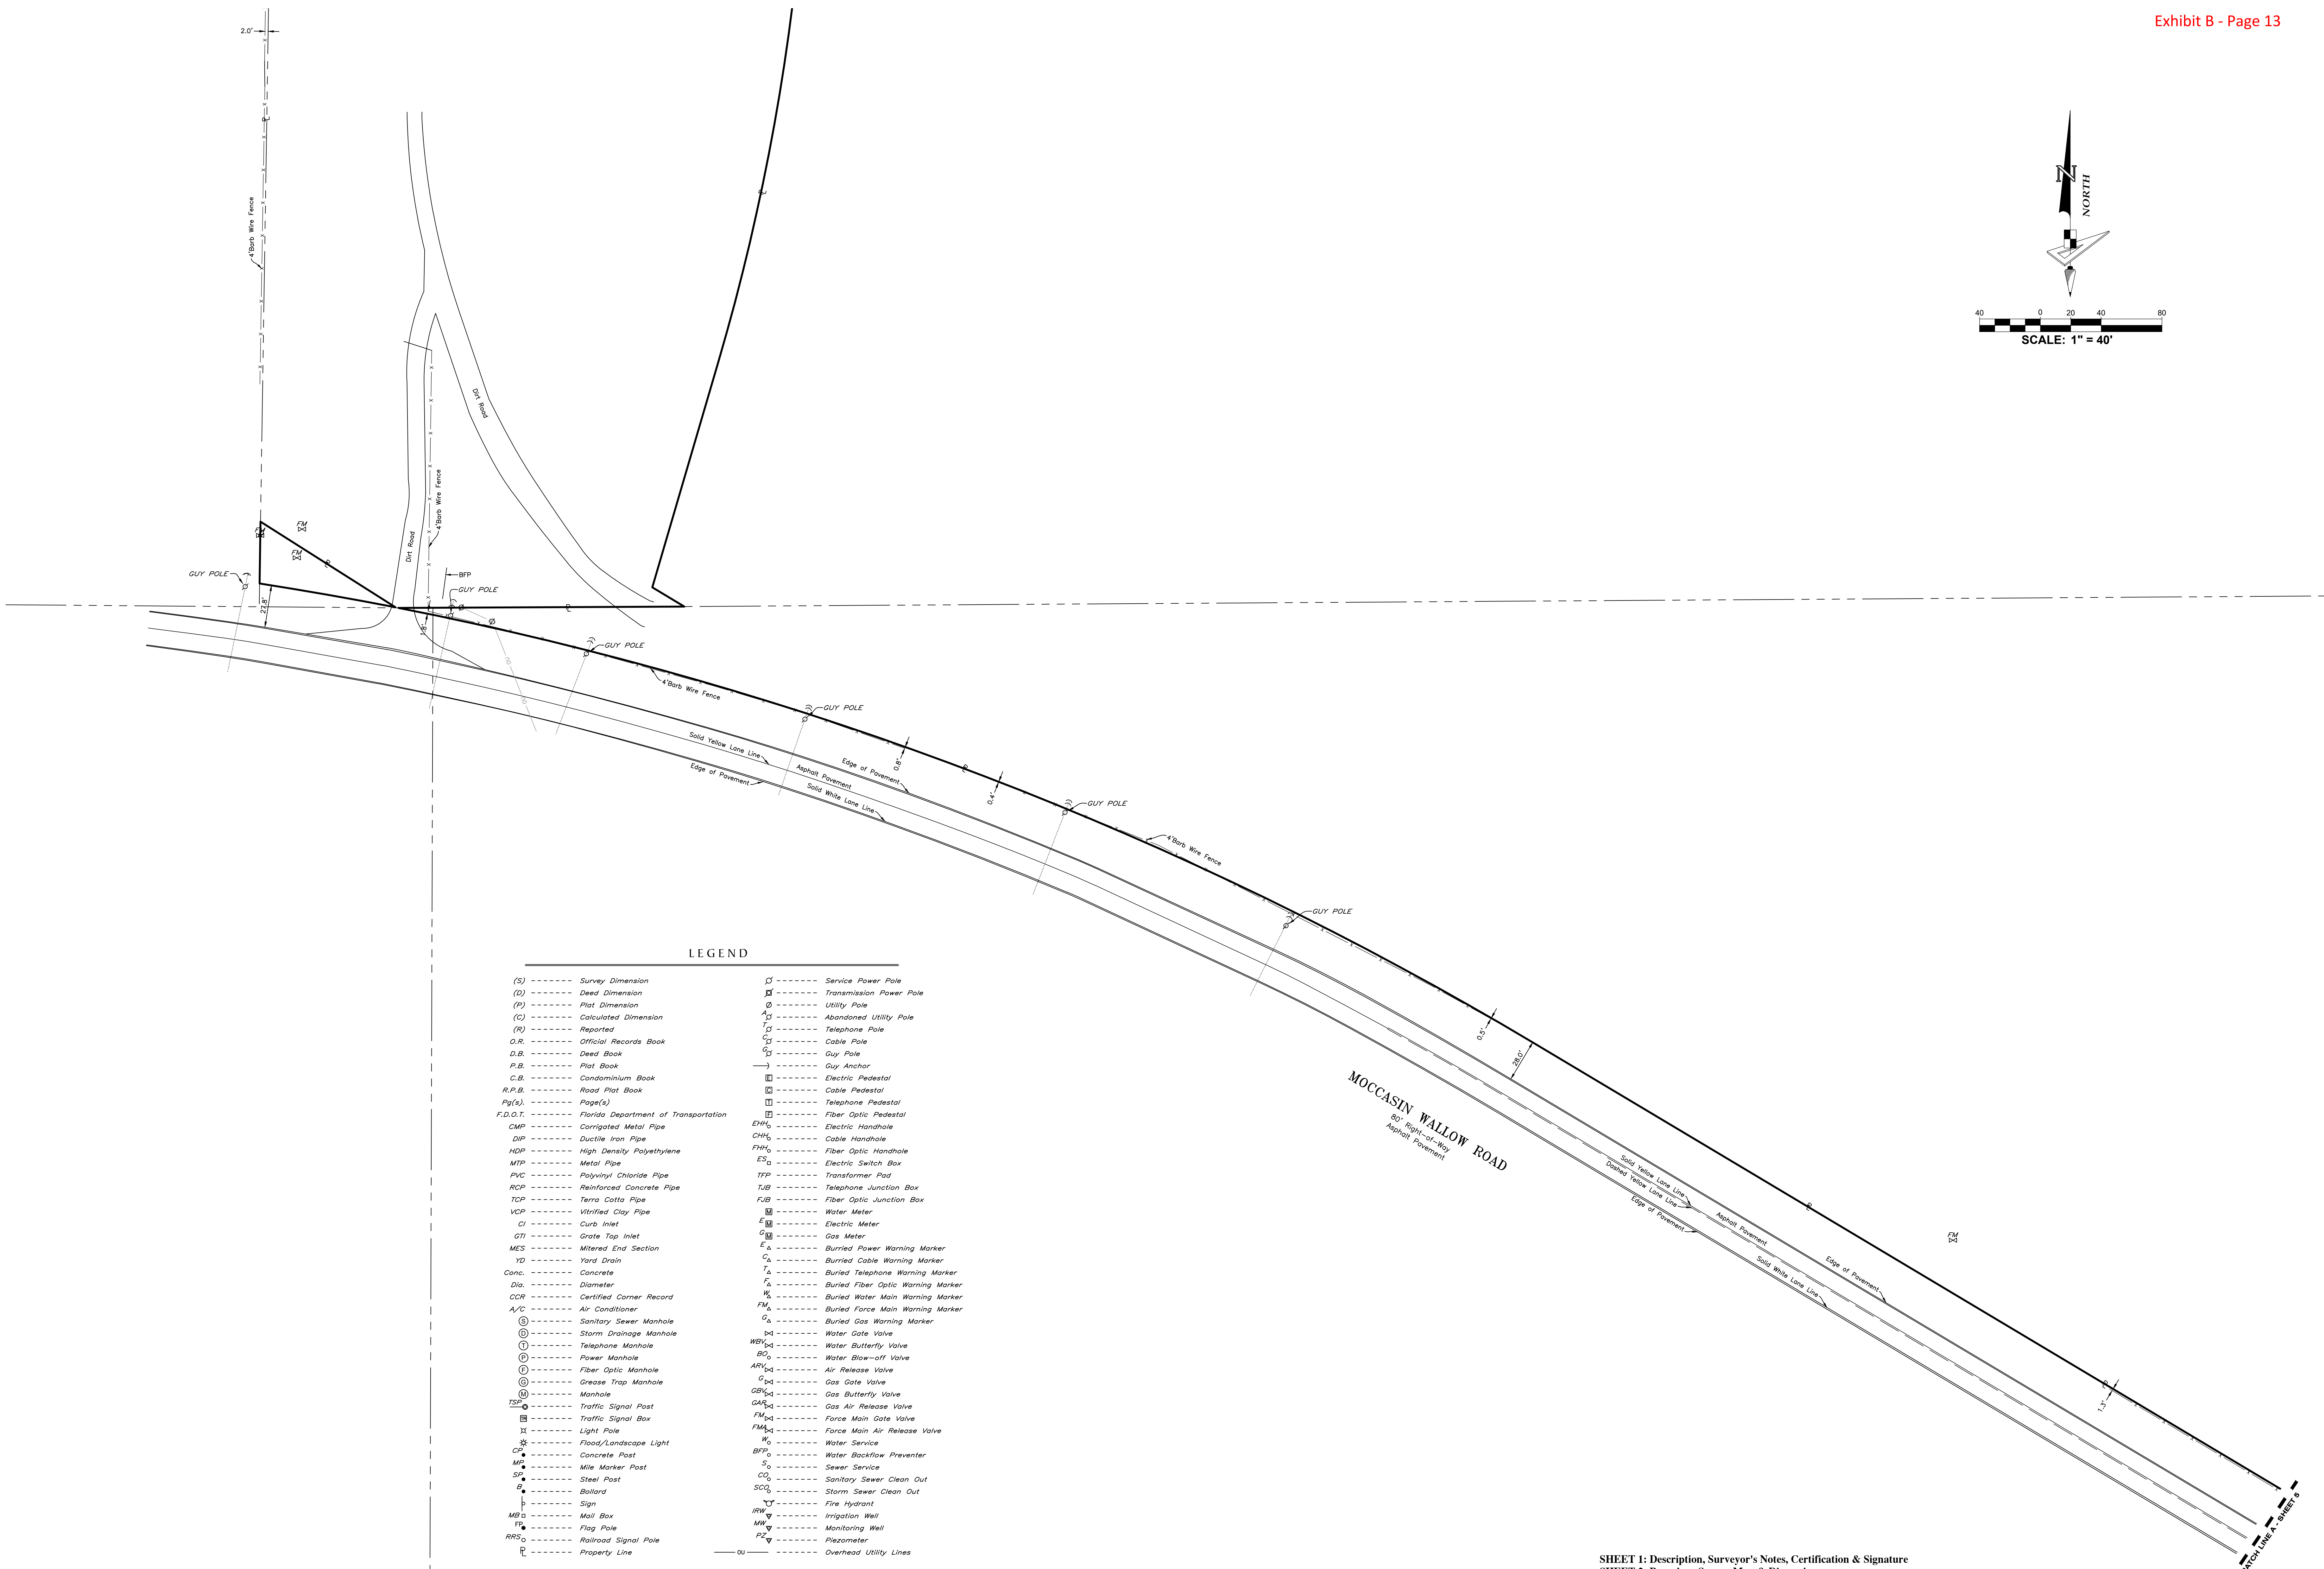 Exhibit B - Page 13
2.0'
4'Barb Wire Fence
N
NORTH
40 0 20 40 80
SCALE: 1" = 40'
Dirt Road
4'Barb Wire Fence
Dirt Road
FM
FM
GUY POLE
27.8'
BFP
GUY POLE
1.8'
GUY POLE
OU
OU
4'Barb Wire Fence
GUY POLE
Solid Yellow Lane Line
Edge of Pavement
Asphalt Pavement
Edge of Pavement
Solid White Lane Line
0.8'
0.4'
GUY POLE
4'Barb Wire Fence
GUY POLE
0.5'
28.0'
MOCCASIN WALLOW ROAD
80' Right-of-Way
Asphalt Pavement
Solid Yellow Lane Line
Dashed Yellow Lane Line
Edge of Pavement
Asphalt Pavement
Solid White Lane Line
Edge of Pavement
FM
1.3'
MATCH LINE A - SHEET 5
LEGEND
(S) Survey Dimension
(D) Deed Dimension
(P) Plat Dimension
(C) Calculated Dimension
(R) Reported
O.R. Official Records Book
D.B. Deed Book
P.B. Plat Book
C.B. Condominium Book
R.P.B. Road Plat Book
Pg(s). Page(s)
F.D.O.T. Florida Department of Transportation
CMP Corrigated Metal Pipe
DIP Ductile Iron Pipe
HDP High Density Polyethylene
MTP Metal Pipe
PVC Polyvinyl Chloride Pipe
RCP Reinforced Concrete Pipe
TCP Terra Cotta Pipe
VCP Vitrified Clay Pipe
CI Curb Inlet
GTI Grate Top Inlet
MES Mitered End Section
YD Yard Drain
Conc. Concrete
Dia. Diameter
CCR Certified Corner Record
A/C Air Conditioner
S Sanitary Sewer Manhole
D Storm Drainage Manhole
T Telephone Manhole
P Power Manhole
F Fiber Optic Manhole
G Grease Trap Manhole
M Manhole
TSP Traffic Signal Post
Traffic Signal Box
Light Pole
Flood/Landscape Light
CP Concrete Post
MP Mile Marker Post
SP Steel Post
B Bollard
Sign
MB Mail Box
FP Flag Pole
RRS Railroad Signal Pole
PL Property Line
Service Power Pole
Transmission Power Pole
Utility Pole
A Abandoned Utility Pole
T Telephone Pole
C Cable Pole
G Guy Pole
Guy Anchor
E Electric Pedestal
C Cable Pedestal
T Telephone Pedestal
F Fiber Optic Pedestal
EHH Electric Handhole
CHH Cable Handhole
FHH Fiber Optic Handhole
ES Electric Switch Box
TFP Transformer Pad
TJB Telephone Junction Box
FJB Fiber Optic Junction Box
M Water Meter
E M Electric Meter
G M Gas Meter
E Burried Power Warning Marker
C Burried Cable Warning Marker
T Buried Telephone Warning Marker
F Buried Fiber Optic Warning Marker
W Buried Water Main Warning Marker
FM Buried Force Main Warning Marker
G Buried Gas Warning Marker
Water Gate Valve
WBV Water Butterfly Valve
BO Water Blow-off Valve
ARV Air Release Valve
G Gas Gate Valve
GBV Gas Butterfly Valve
GAR Gas Air Release Valve
FM Force Main Gate Valve
FMA Force Main Air Release Valve
W Water Service
BFP Water Backflow Preventer
S Sewer Service
CO Sanitary Sewer Clean Out
SCO Storm Sewer Clean Out
Fire Hydrant
IRW Irrigation Well
MW Monitoring Well
PZ Piezometer
OU Overhead Utility Lines
SHEET 1: Description, Surveyor's Notes, Certification & Signature